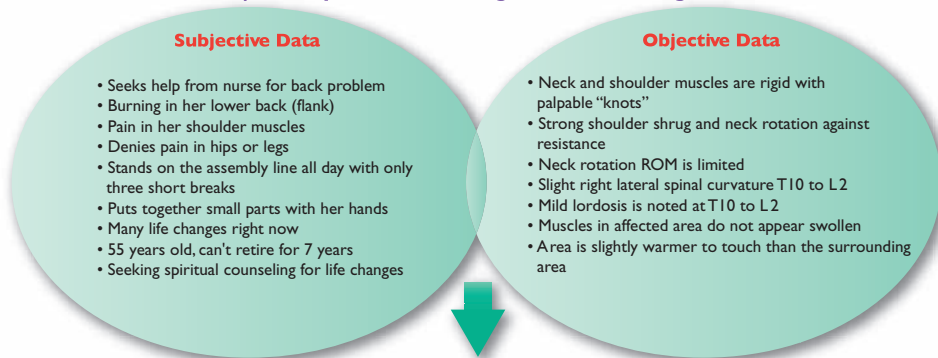 Subjective Data
• Seeks help from nurse for back problem
• Burning in her lower back (flank)
• Pain in her shoulder muscles
• Denies pain in hips or legs
• Stands on the assembly line all day with only
three short breaks
• Puts together small parts with her hands
• Many life changes right now
• 55 years old, can't retire for 7 years
• Seeking spiritual counseling for life changes
Objective Data
• Neck and shoulder muscles are rigid with
palpable “knots”
• Strong shoulder shrug and neck rotation against
resistance
• Neck rotation ROM is limited
• Slight right lateral spinal curvature T10 to L2
• Mild lordosis is noted at T10 to L2
• Muscles in affected area do not appear swollen
• Area is slightly warmer to touch than the surrounding
area